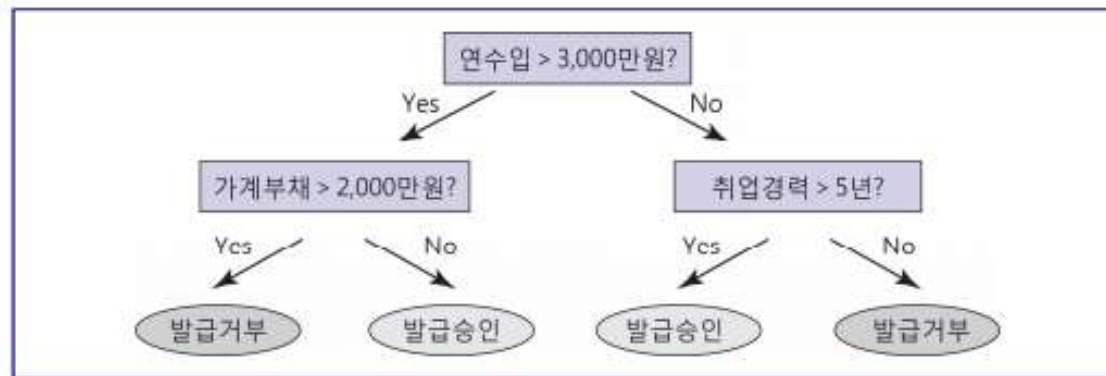 연수입 > 3,000만원?
Yes No
가계부채 > 2,000만원? 취업경력 > 5년?
Yes No Yes No
발급거부 발급승인 발급승인 발급거부